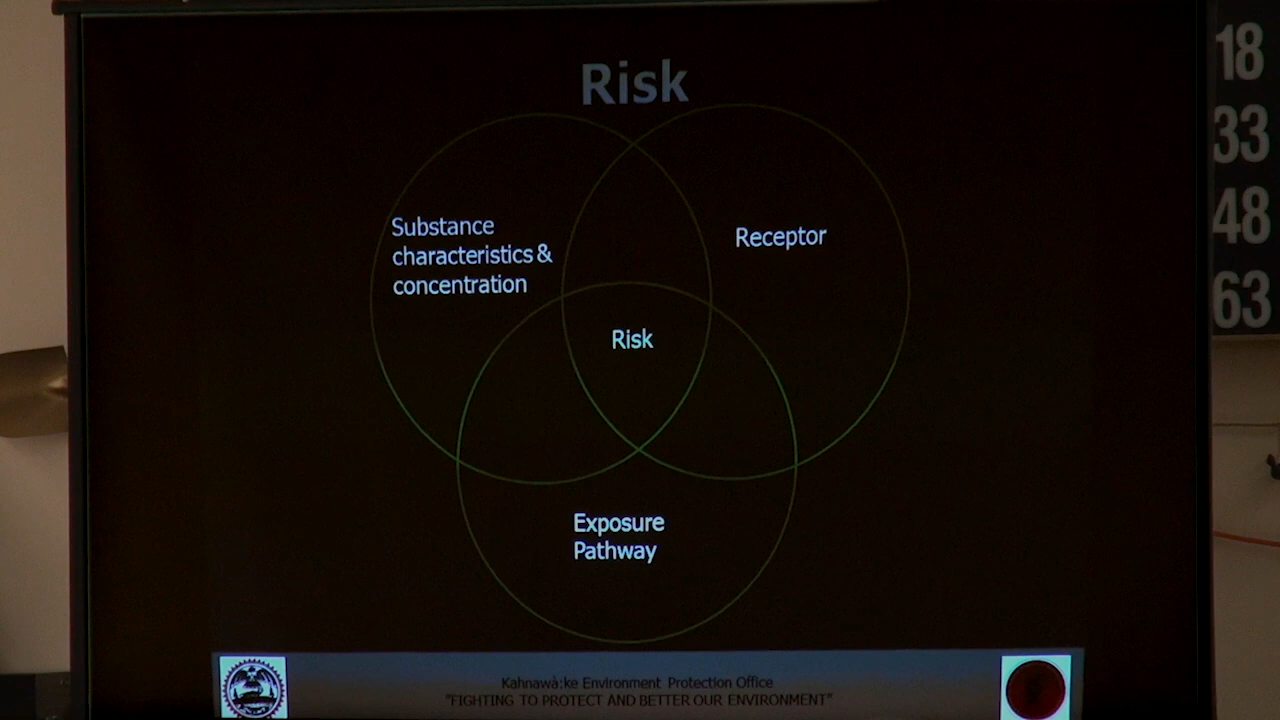 Risk
Substance
characteristics &
concentration
Receptor
Risk
Exposure
Pathway
Kahnawà:ke Environment Protection Office
"FIGHTING TO PROTECT AND BETTER OUR ENVIRONMENT"
18
33
48
63